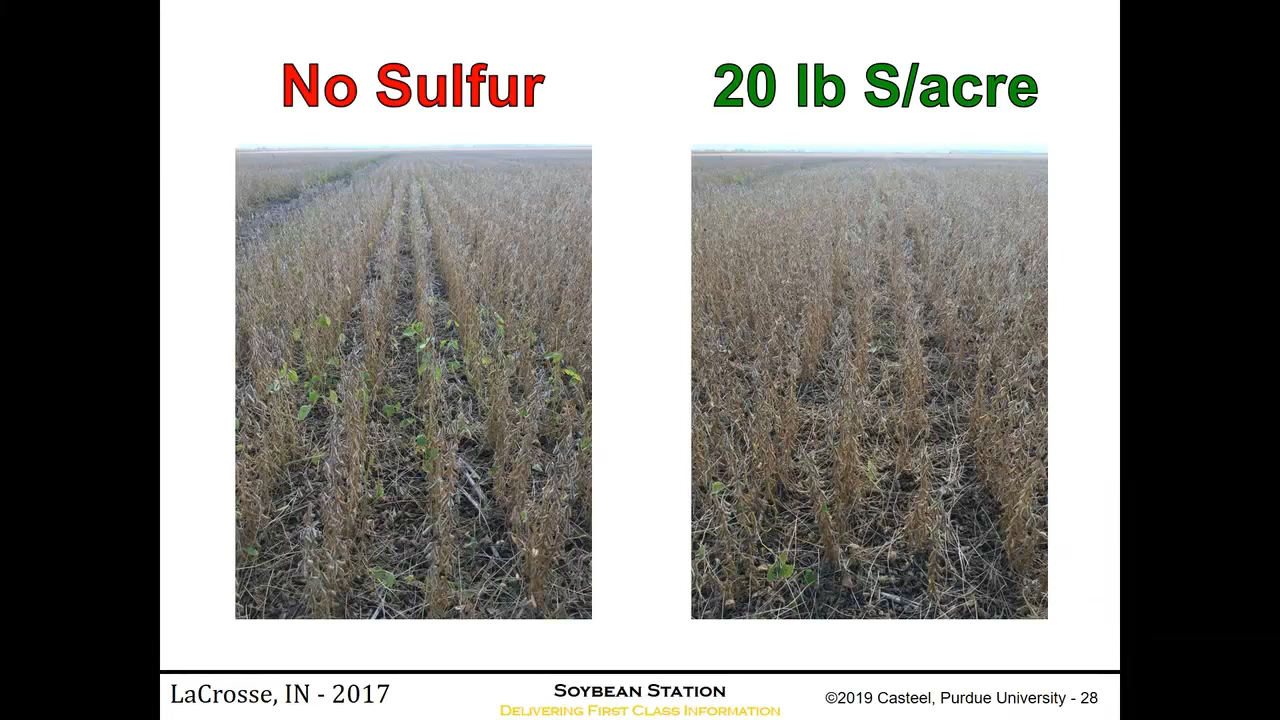 No Sulfur
20 lb S/acre
LaCrosse, IN - 2017
SOYBEAN STATION
DELIVERING FIRST CLASS INFORMATION
©2019 Casteel, Purdue University - 28